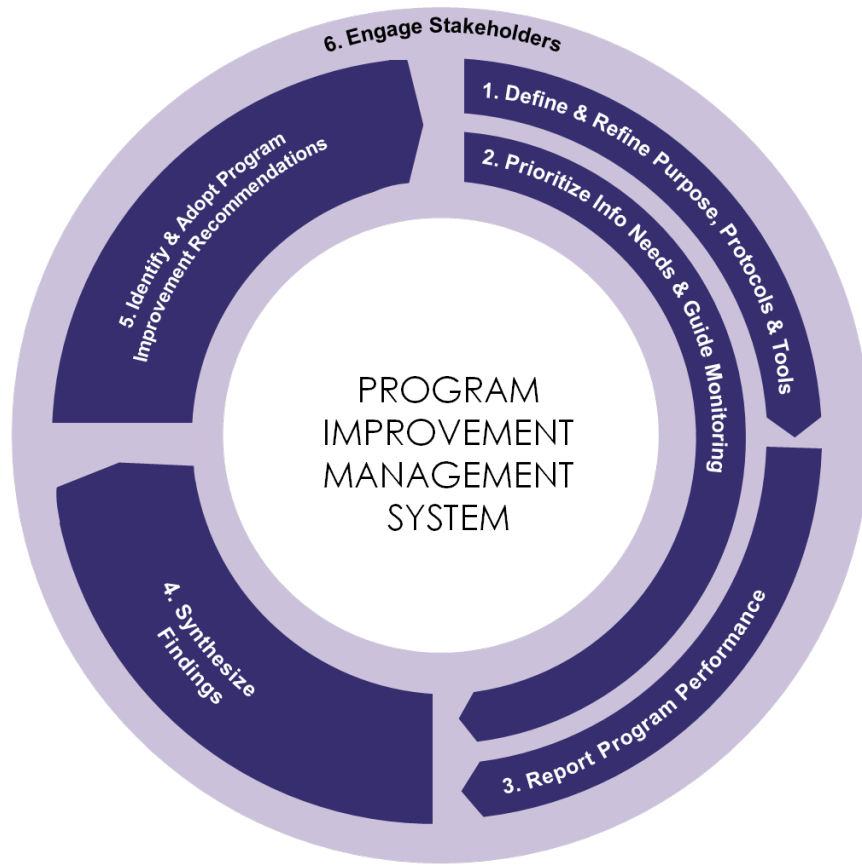 6. Engage Stakeholders
1. Define & Refine Purpose, Protocols & Tools
2. Prioritize Info Needs & Guide Monitoring
3. Report Program Performance
4. Synthesize
Findings
5. Identify & Adopt Program
Improvement Recommendations
PROGRAM
IMPROVEMENT
MANAGEMENT
SYSTEM